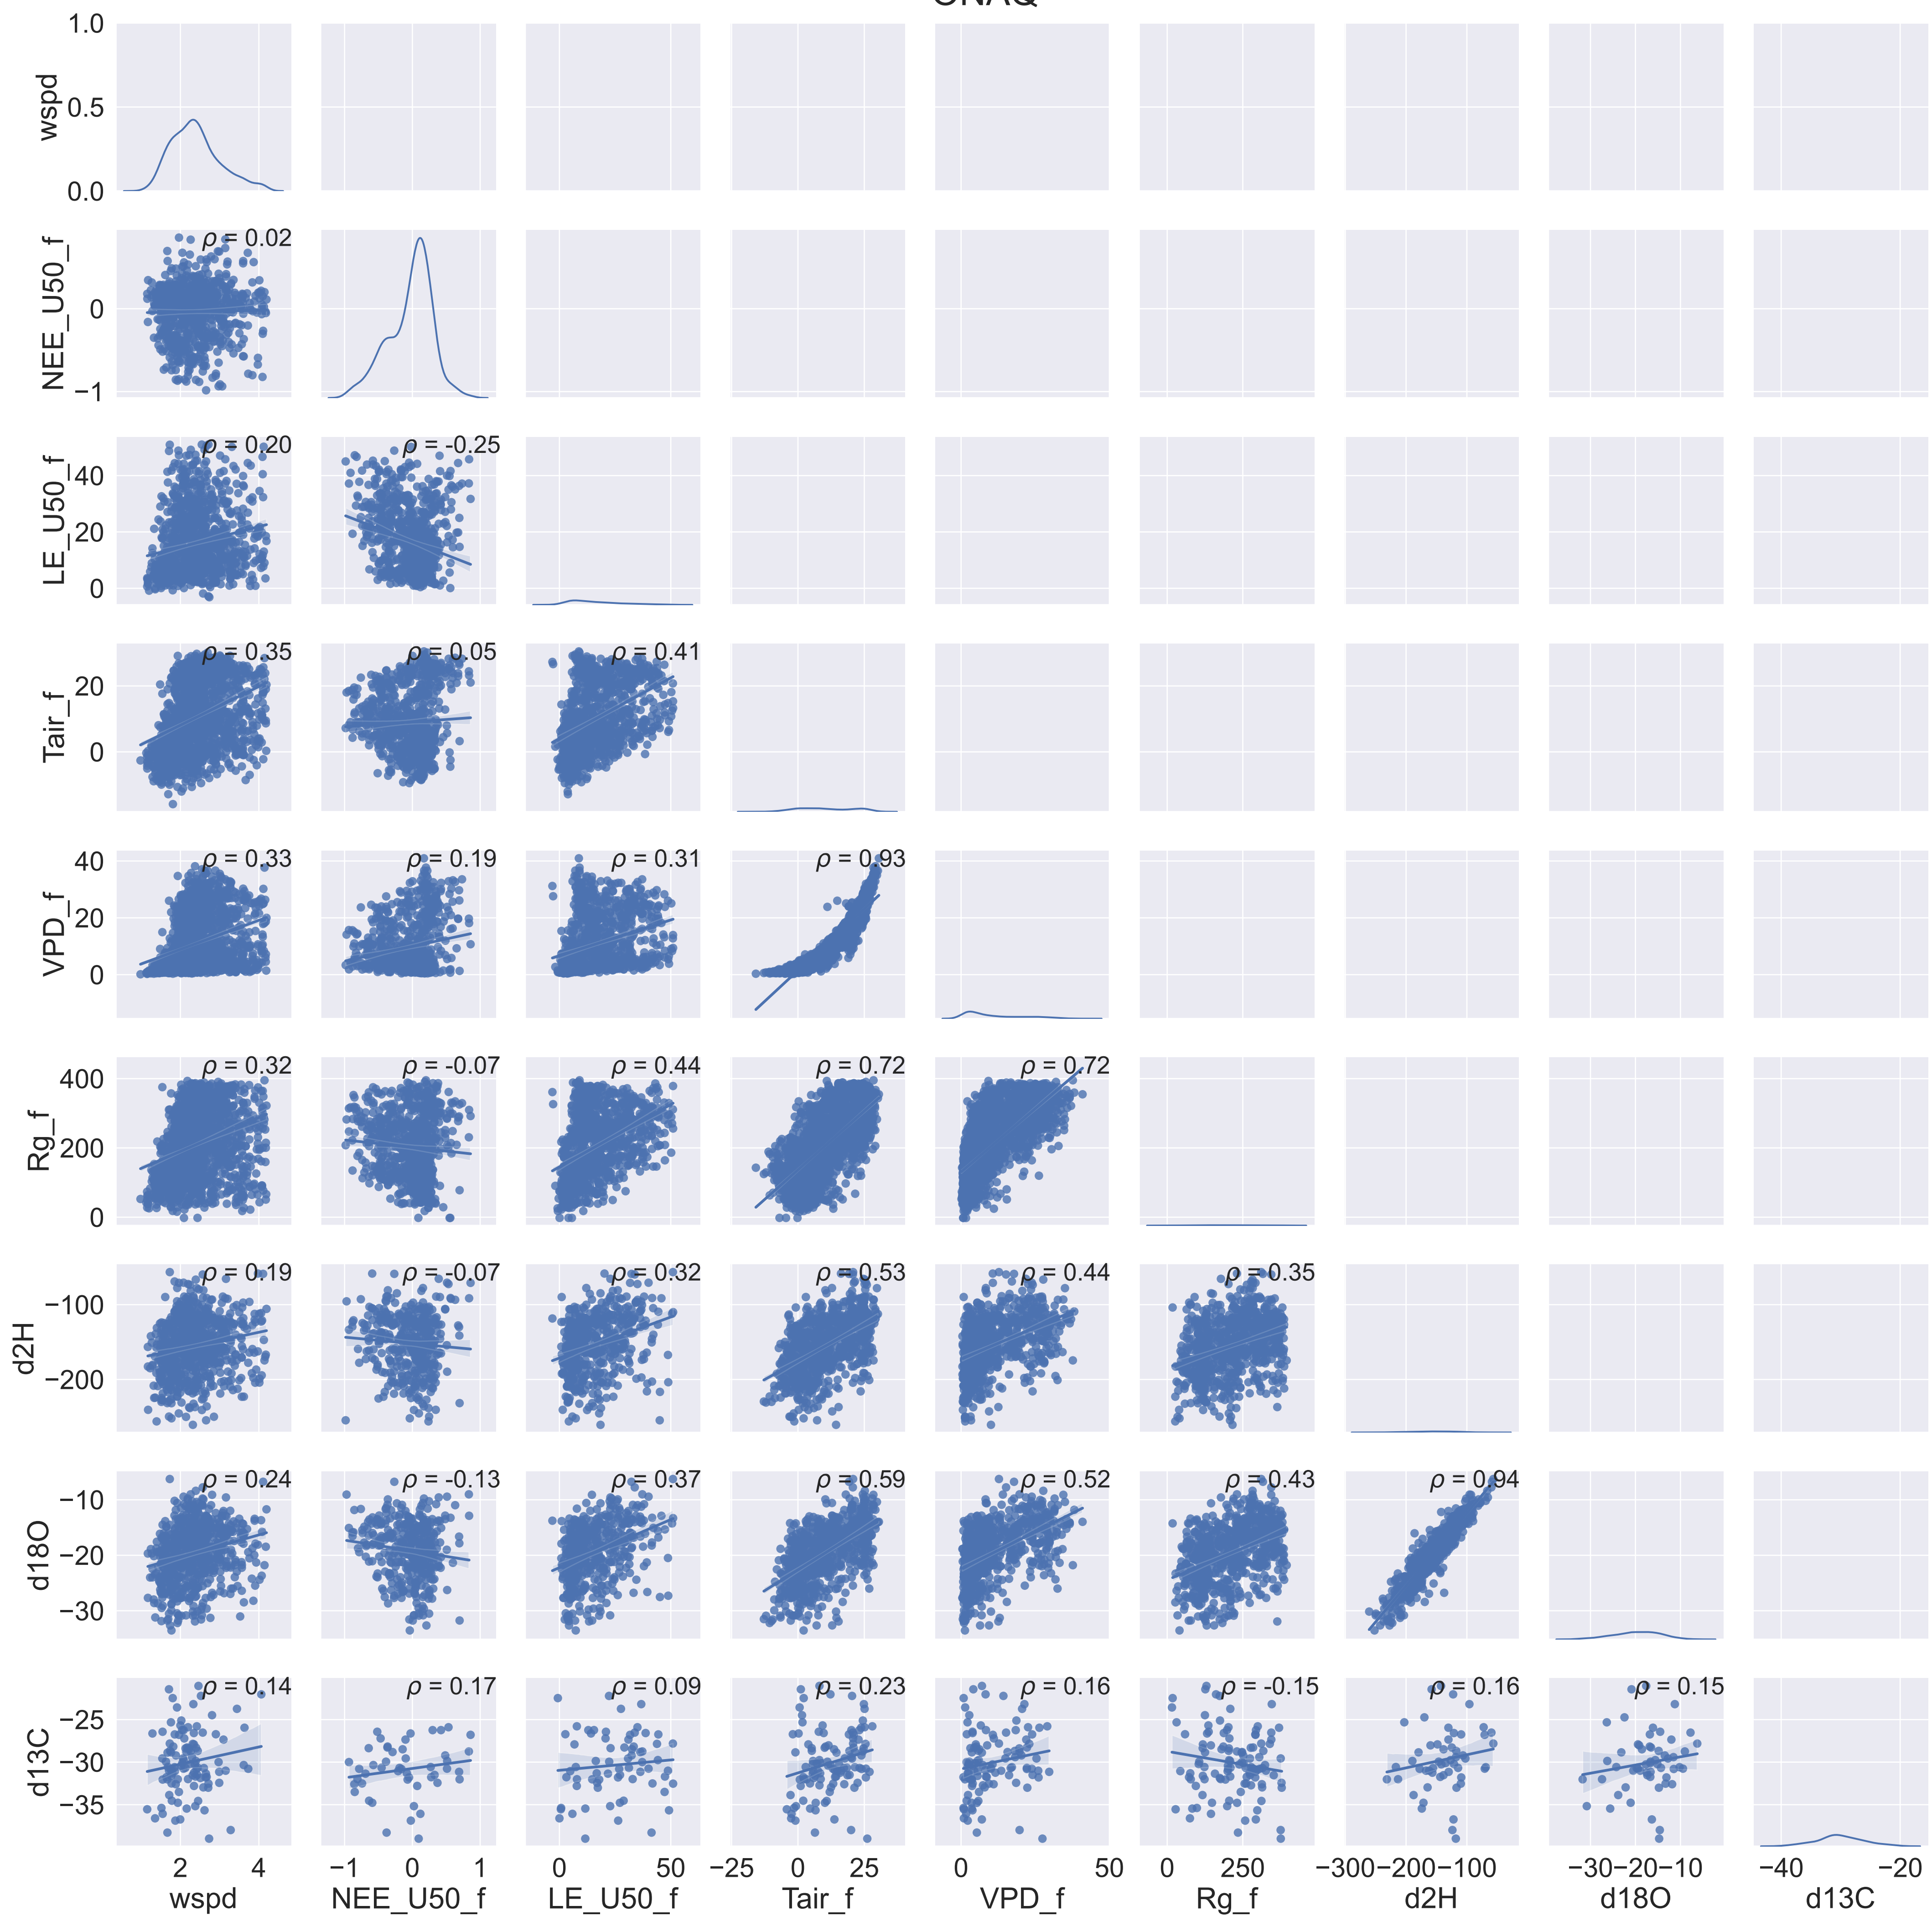 1.0
0.5
0.0
wspd
ρ = 0.02
0
−1
NEE_U50_f
ρ = 0.20 ρ = -0.25
40
20
0
LE_U50_f
ρ = 0.35 ρ = 0.05 ρ = 0.41
20
0
Tair_f
ρ = 0.33 ρ = 0.19 ρ = 0.31 ρ = 0.93
40
20
0
VPD_f
ρ = 0.32 ρ = -0.07 ρ = 0.44 ρ = 0.72 ρ = 0.72
400
200
0
Rg_f
ρ = 0.19 ρ = -0.07 ρ = 0.32 ρ = 0.53 ρ = 0.44 ρ = 0.35
−100
−200
d2H
ρ = 0.24 ρ = -0.13 ρ = 0.37 ρ = 0.59 ρ = 0.52 ρ = 0.43 ρ = 0.94
−10
−20
−30
d18O
ρ = 0.14 ρ = 0.17 ρ = 0.09 ρ = 0.23 ρ = 0.16 ρ = -0.15 ρ = 0.16 ρ = 0.15
−25
−30
−35
d13C
2 4 −1 0 1 0 50 −25 0 25 0 50 0 250 −300 −200 −100 −30 −20 −10 −40 −20
wspd NEE_U50_f LE_U50_f Tair_f VPD_f Rg_f d2H d18O d13C